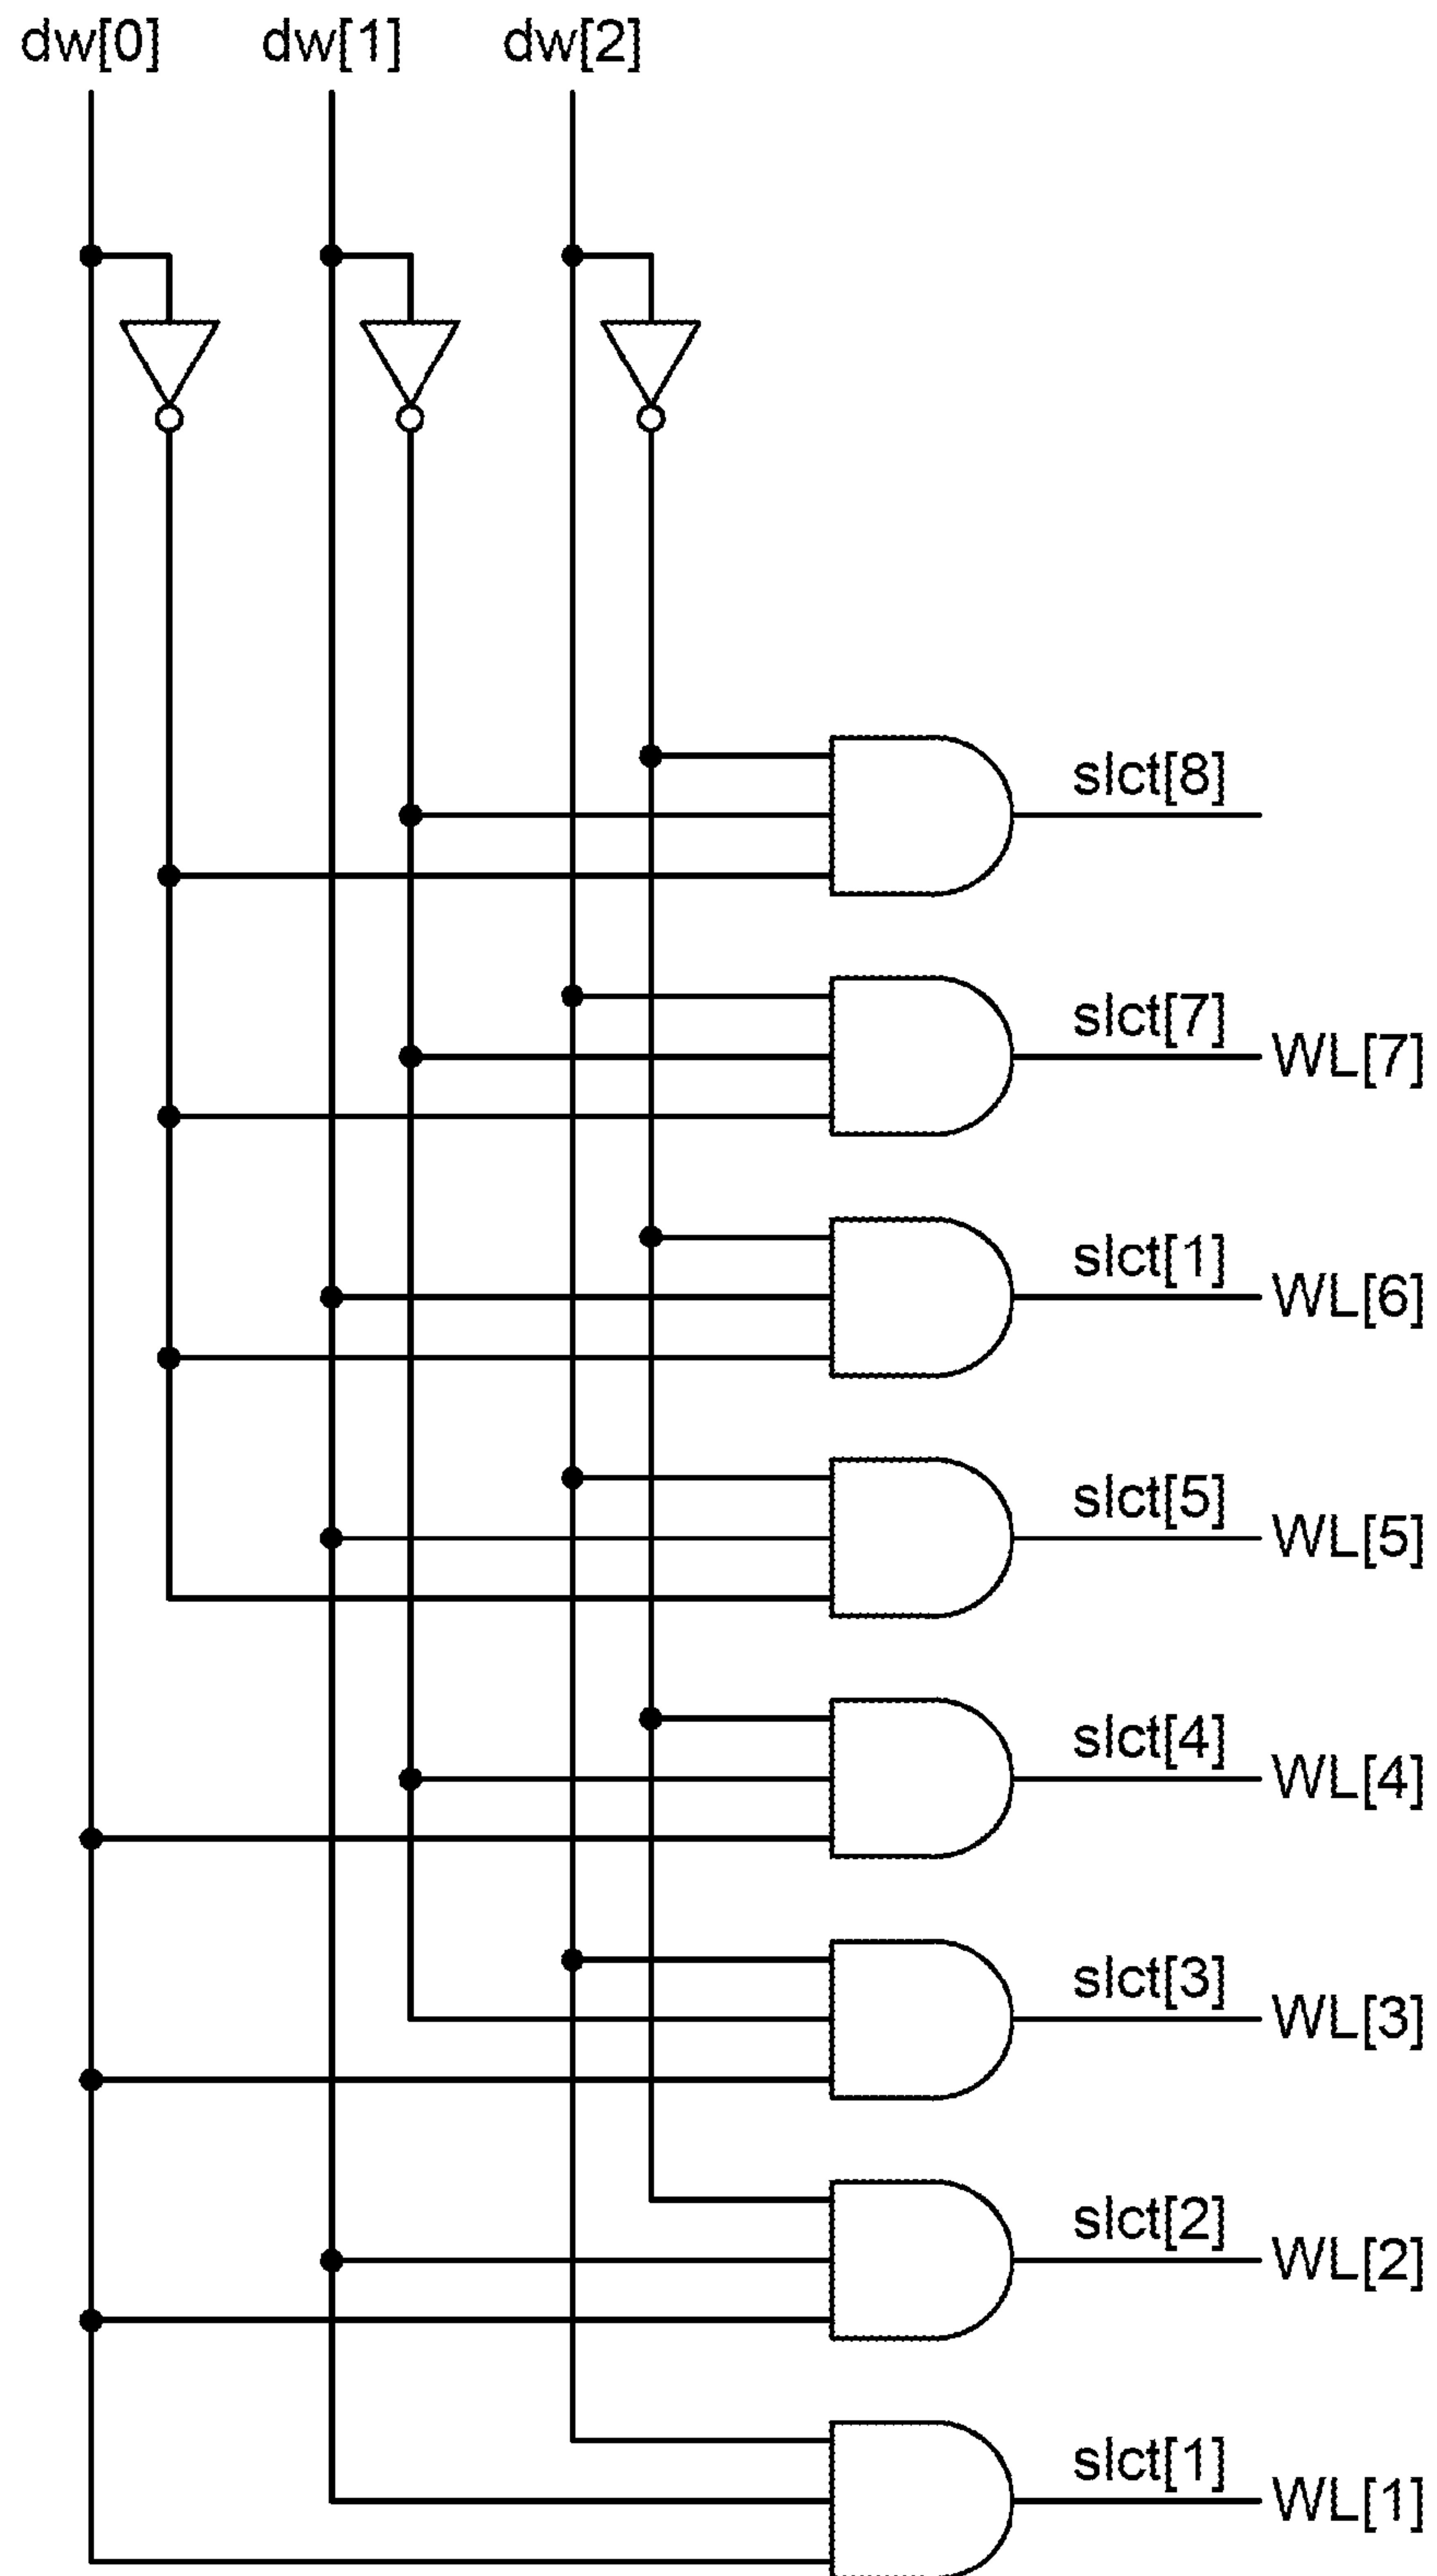 dw[0] dw[1] dw[2]
slct[8]
slct[7] WL[7]
slct[1] WL[6]
slct[5] WL[5]
slct[4] WL[4]
slct[3] WL[3]
slct[2] WL[2]
slct[1] WL[1]